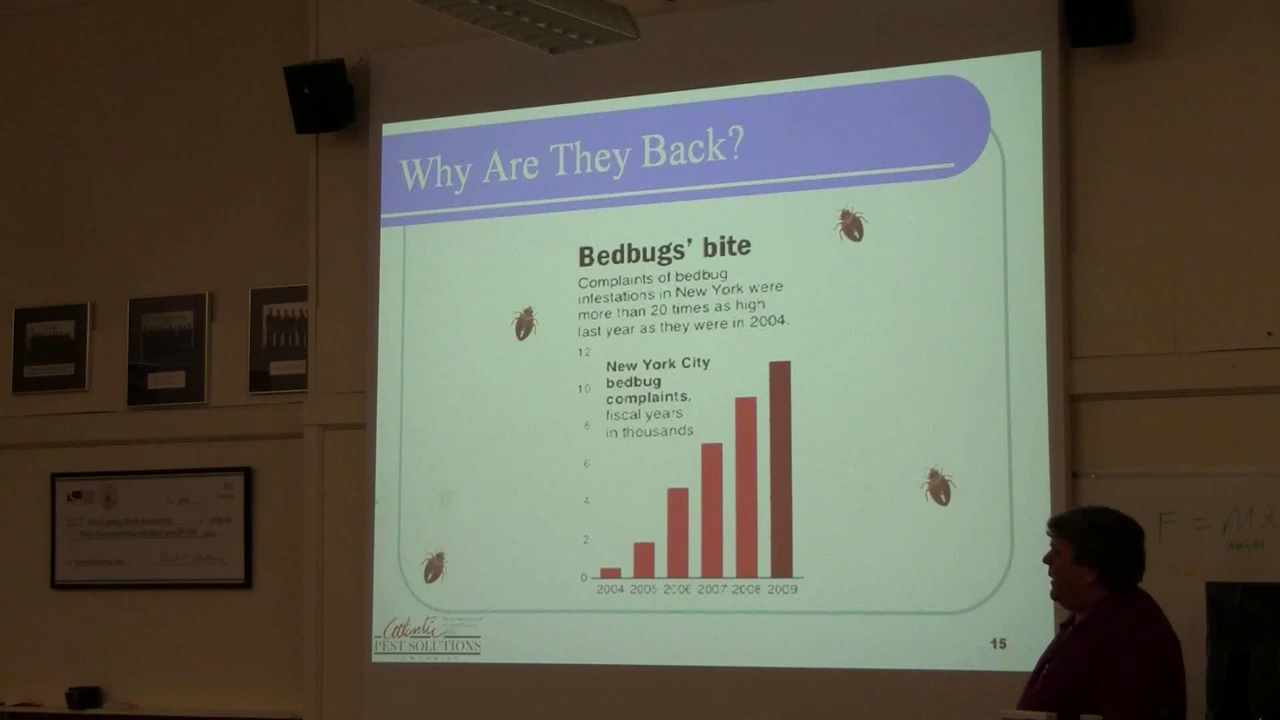 Why Are They Back?
Bedbugs' bite
Complaints of bedbug
infestations in New York were
more than 20 times as high
last year as they were in 2004.
12
New York City
bedbug
complaints,
fiscal years
in thousands
10
8
6
4
2
0
2004 2005 2006 2007 2008 2009
Atlantic
PEST SOLUTIONS
15
F = M